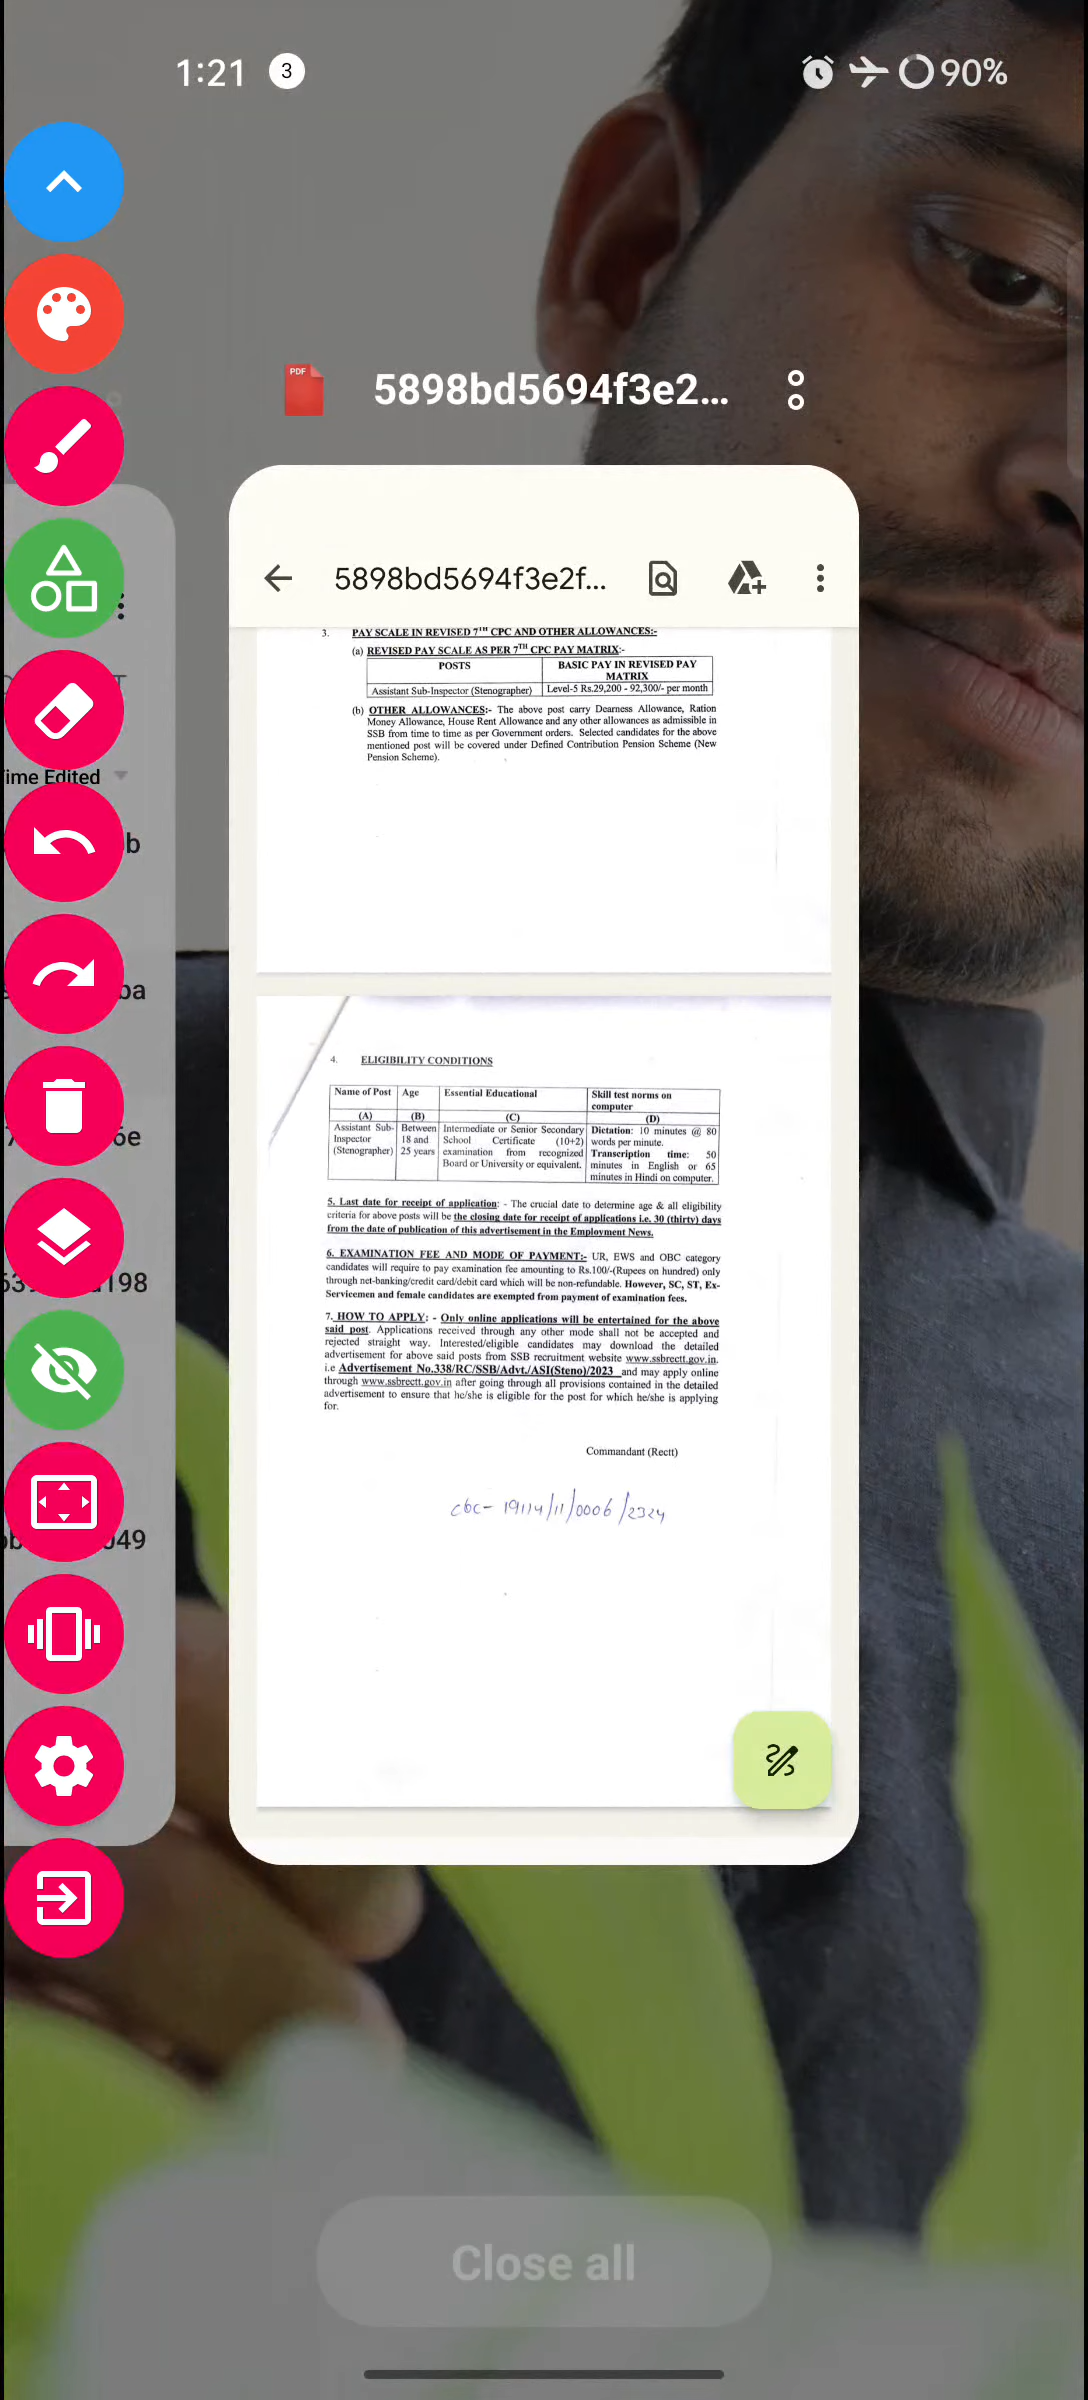 1:21 3 90%
5898bd5694f3e2...
5898bd5694f3e2f...
3. PAY SCALE IN REVISED 7TH CPC AND OTHER ALLOWANCES:-
(a) REVISED PAY SCALE AS PER 7TH CPC PAY MATRIX:-
POSTS BASIC PAY IN REVISED PAY
MATRIX
Assistant Sub-Inspector (Stenographer) Level-5 Rs.29,200 - 92,300/- per month
(b) OTHER ALLOWANCES:- The above post carry Dearness Allowance, Ration
Money Allowance, House Rent Allowance and any other allowances as admissible in
SSB from time to time as per Government orders. Selected candidates for the above
mentioned post will be covered under Defined Contribution Pension Scheme (New
Pension Scheme).
4. ELIGIBILITY CONDITIONS
Name of Post Age Essential Educational Skill test norms on
computer
(A) (B) (C) (D)
Assistant Sub- Between Intermediate or Senior Secondary Dictation: 10 minutes @ 80
Inspector 18 and School Certificate (10+2) words per minute.
(Stenographer) 25 years examination from recognized Transcription time: 50
Board or University or equivalent. minutes in English or 65
minutes in Hindi on computer.
5. Last date for receipt of application: - The crucial date to determine age & all eligibility
criteria for above posts will be the closing date for receipt of applications i.e. 30 (thirty) days
from the date of publication of this advertisement in the Employment News.
6. EXAMINATION FEE AND MODE OF PAYMENT:- UR, EWS and OBC category
candidates will require to pay examination fee amounting to Rs.100/-(Rupees on hundred) only
through net-banking/credit card/debit card which will be non-refundable. However, SC, ST, Ex-
Servicemen and female candidates are exempted from payment of examination fees.
7. HOW TO APPLY: - Only online applications will be entertained for the above
said post. Applications received through any other mode shall not be accepted and
rejected straight way. Interested/eligible candidates may download the detailed
advertisement for above said posts from SSB recruitment website www.ssbrectt.gov.in.
i.e Advertisement No.338/RC/SSB/Advt./ASI(Steno)/2023 and may apply online
through www.ssbrectt.gov.in after going through all provisions contained in the detailed
advertisement to ensure that he/she is eligible for the post for which he/she is applying
for.
Commandant (Rectt)
cbc- 19114/11/0006/2324
Edited
Close all